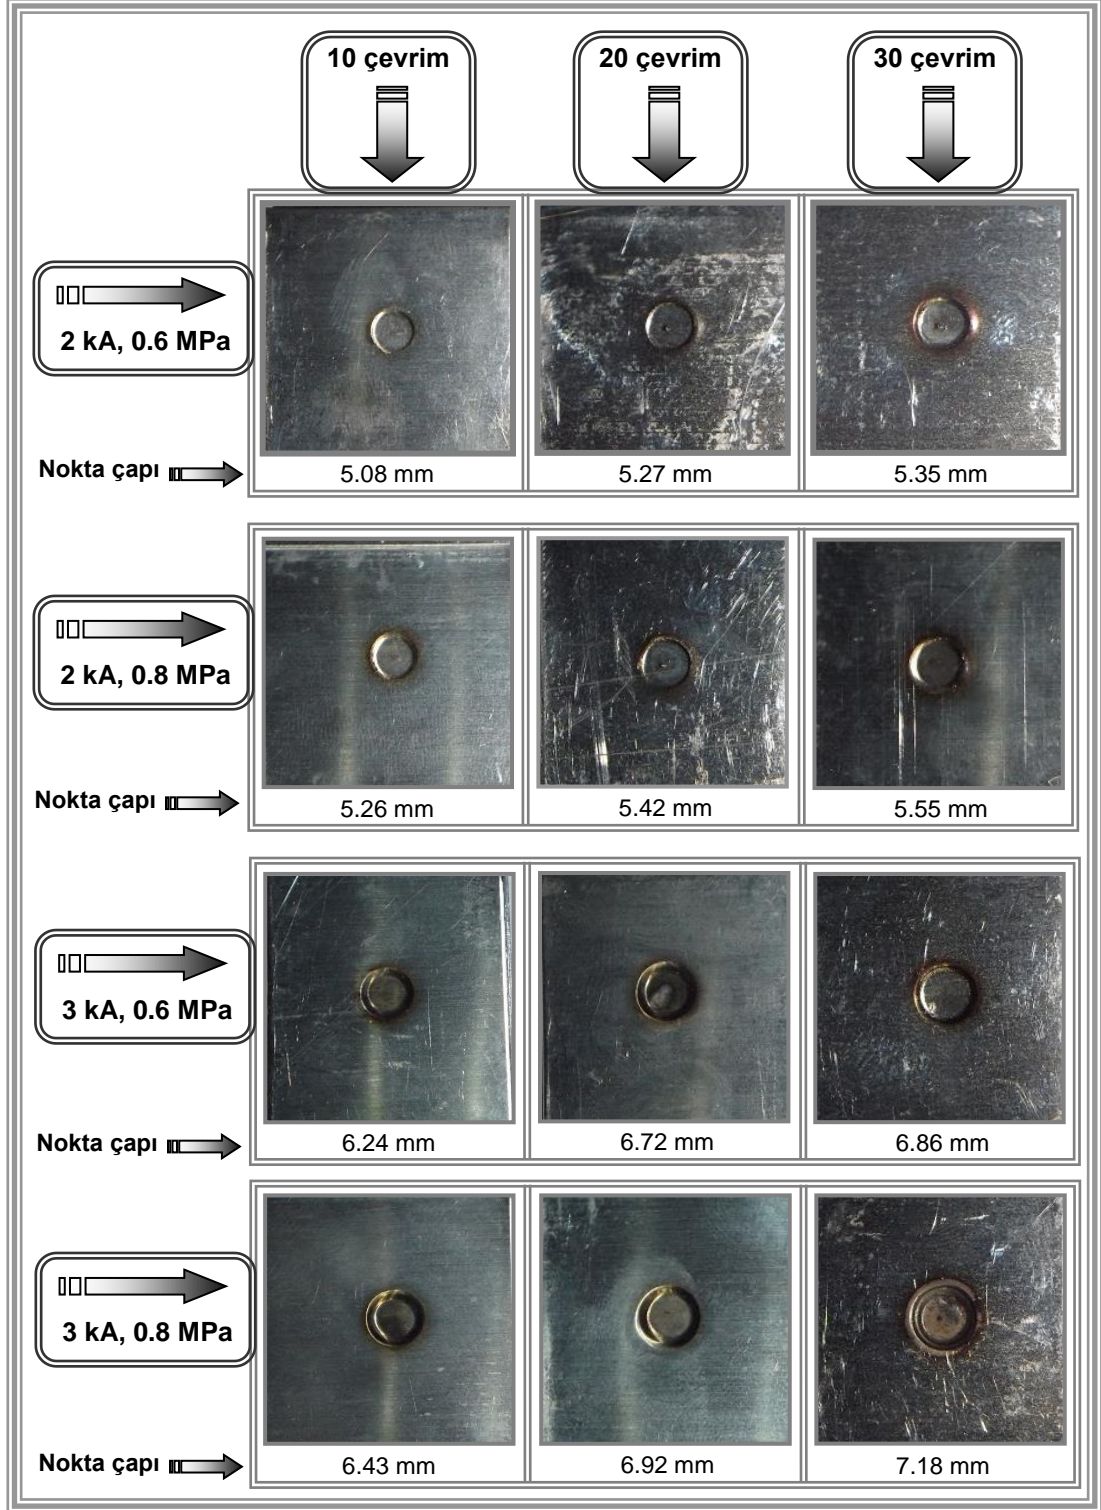 10 çevrim
20 çevrim
30 çevrim
2 kA, 0.6 MPa
Nokta çapı
5.08 mm
5.27 mm
5.35 mm
2 kA, 0.8 MPa
Nokta çapı
5.26 mm
5.42 mm
5.55 mm
3 kA, 0.6 MPa
Nokta çapı
6.24 mm
6.72 mm
6.86 mm
3 kA, 0.8 MPa
Nokta çapı
6.43 mm
6.92 mm
7.18 mm